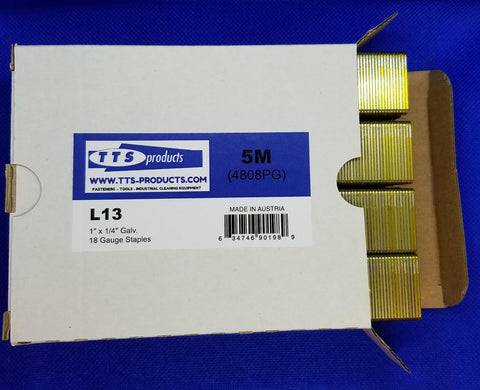 TTS products
WWW.TTS-PRODUCTS.COM
FASTENERS - TOOLS - INDUSTRIAL CLEANING EQUIPMENT
5M
(4808PG)
L13
1" x 1/4" Galv.
18 Gauge Staples
MADE IN AUSTRIA
6 34746 90198 9